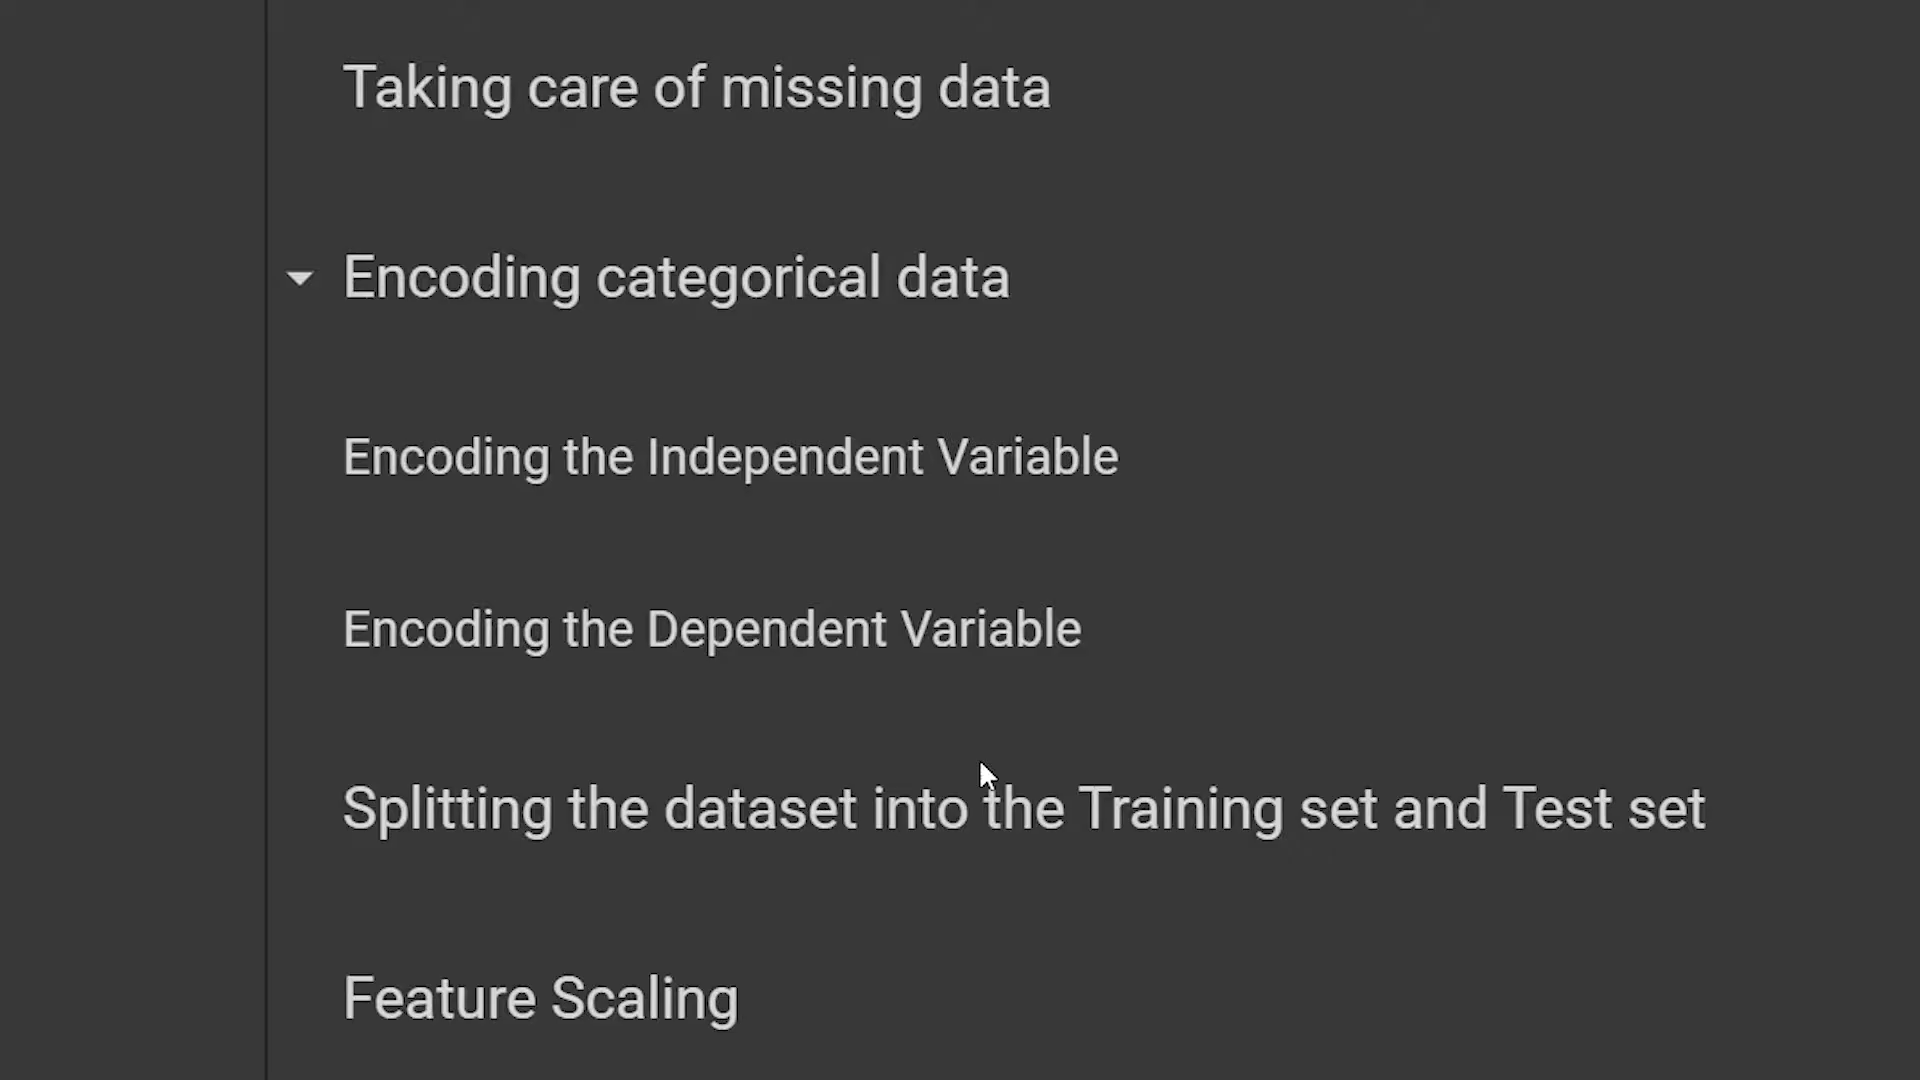 Taking care of missing data
Encoding categorical data
Encoding the Independent Variable
Encoding the Dependent Variable
Splitting the dataset into the Training set and Test set
Feature Scaling